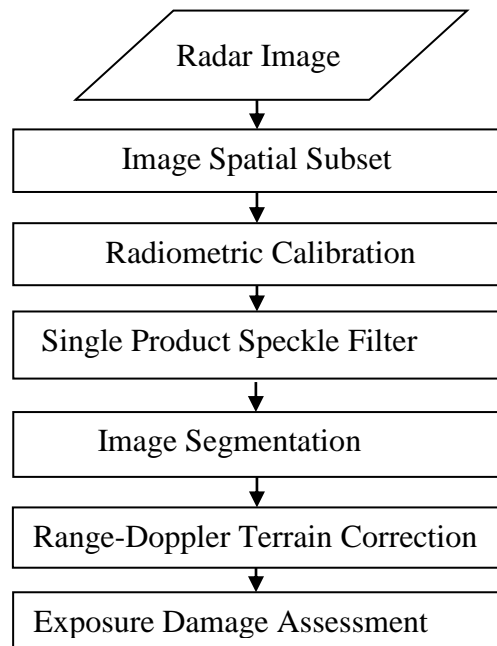 Radar Image
Image Spatial Subset
Radiometric Calibration
Single Product Speckle Filter
Image Segmentation
Range-Doppler Terrain Correction
Exposure Damage Assessment